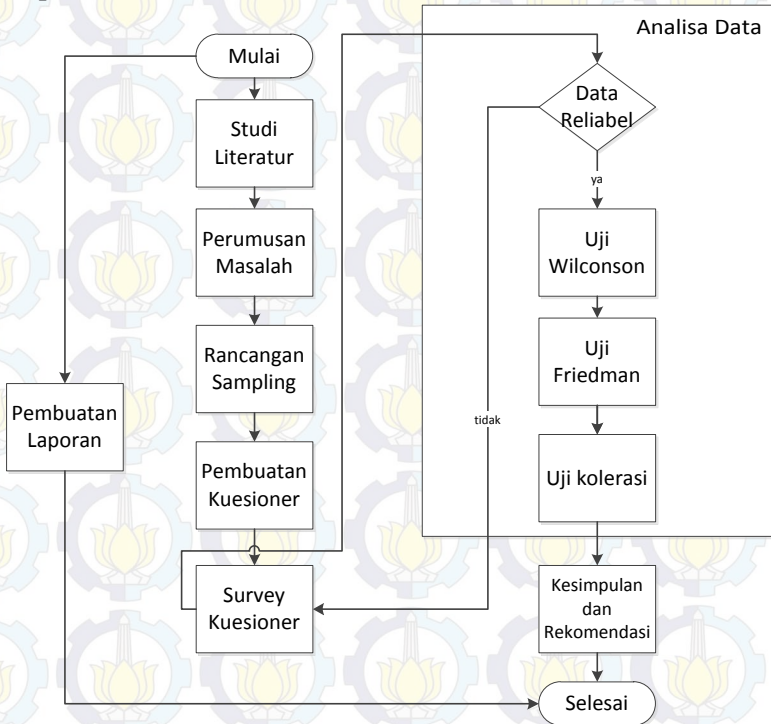 Analisa Data
Mulai
Studi
Literatur
Perumusan
Masalah
Rancangan
Sampling
Pembuatan
Kuesioner
Survey
Kuesioner
Pembuatan
Laporan
Data
Reliabel
ya
tidak
Uji
Wilconson
Uji
Friedman
Uji kolerasi
Kesimpulan
dan
Rekomendasi
Selesai